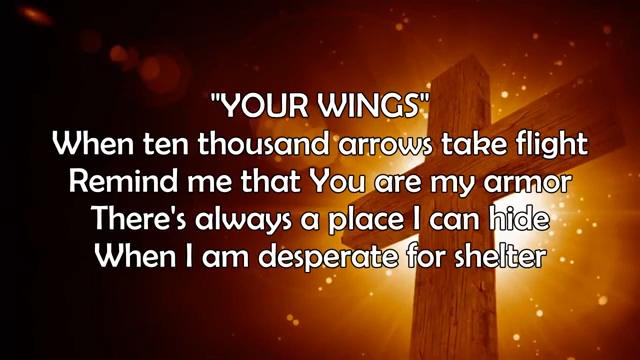 "YOUR WINGS"
When ten thousand arrows take flight
Remind me that You are my armor
There's always a place I can hide
When I am desperate for shelter